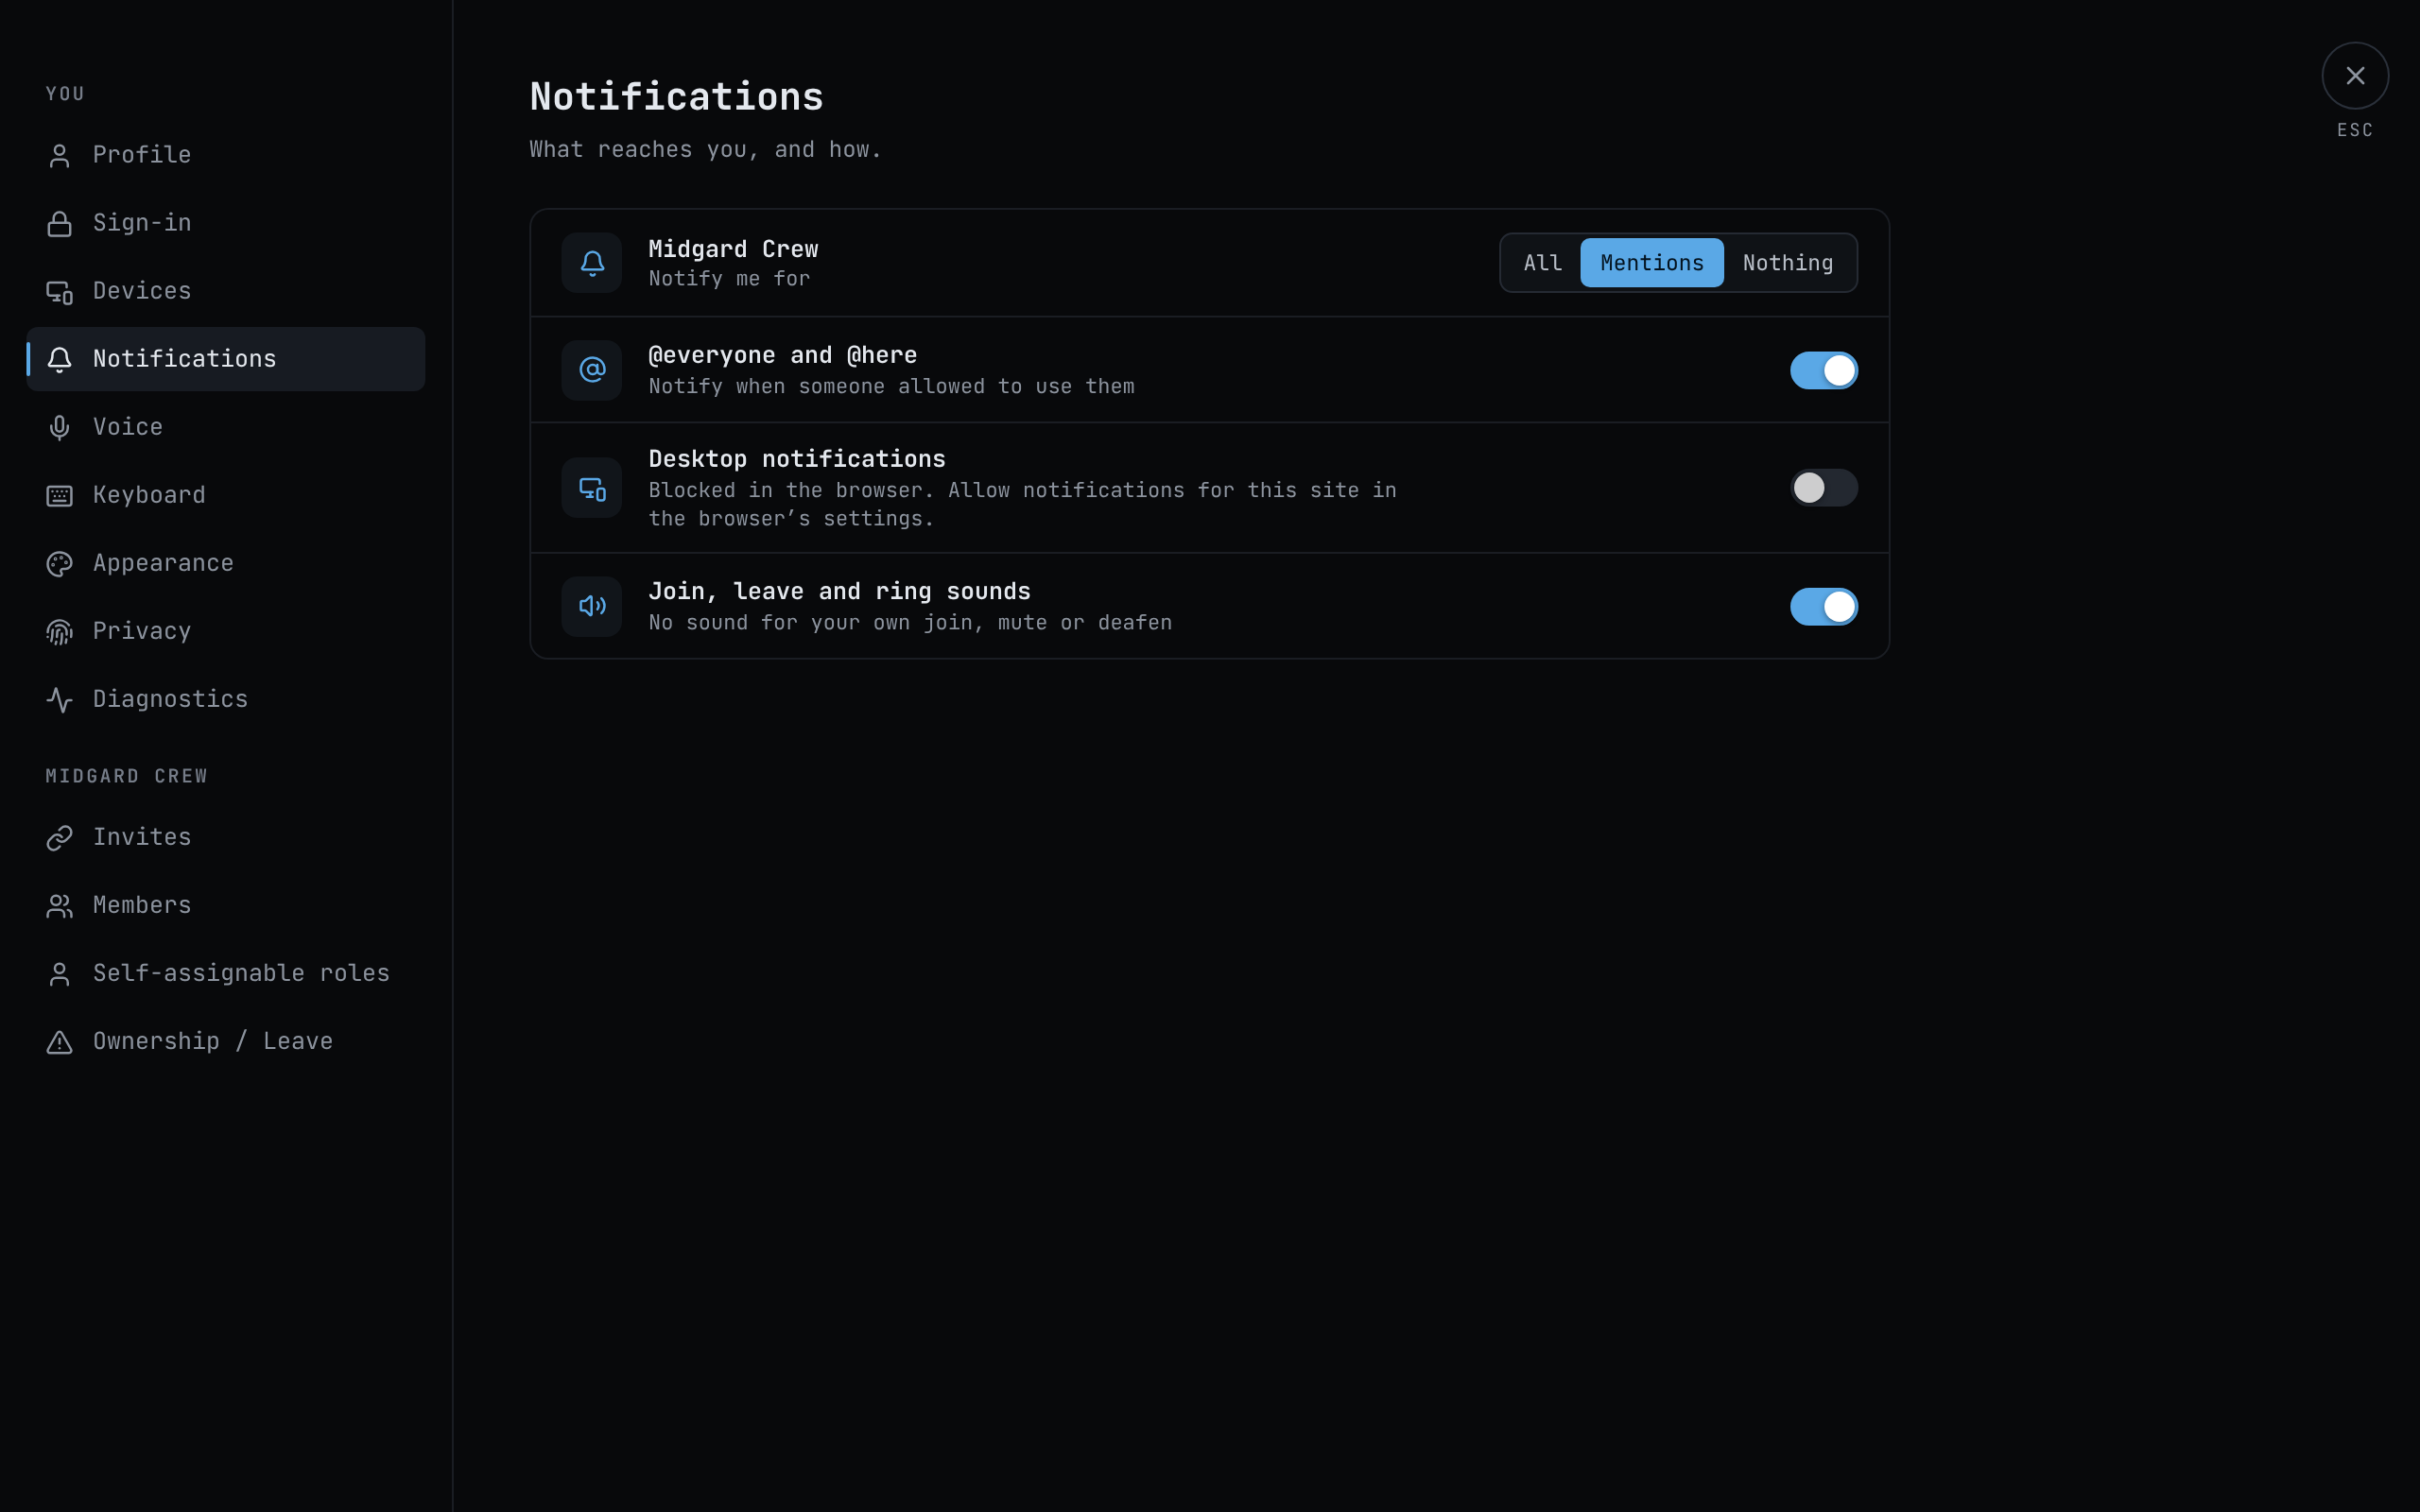 YOU
Profile
Sign-in
Devices
Notifications
Voice
Keyboard
Appearance
Privacy
Diagnostics
MIDGARD CREW
Invites
Members
Self-assignable roles
Ownership / Leave
Notifications
What reaches you, and how.
ESC
Midgard Crew
Notify me for
All Mentions Nothing
@everyone and @here
Notify when someone allowed to use them
Desktop notifications
Blocked in the browser. Allow notifications for this site in
the browser’s settings.
Join, leave and ring sounds
No sound for your own join, mute or deafen